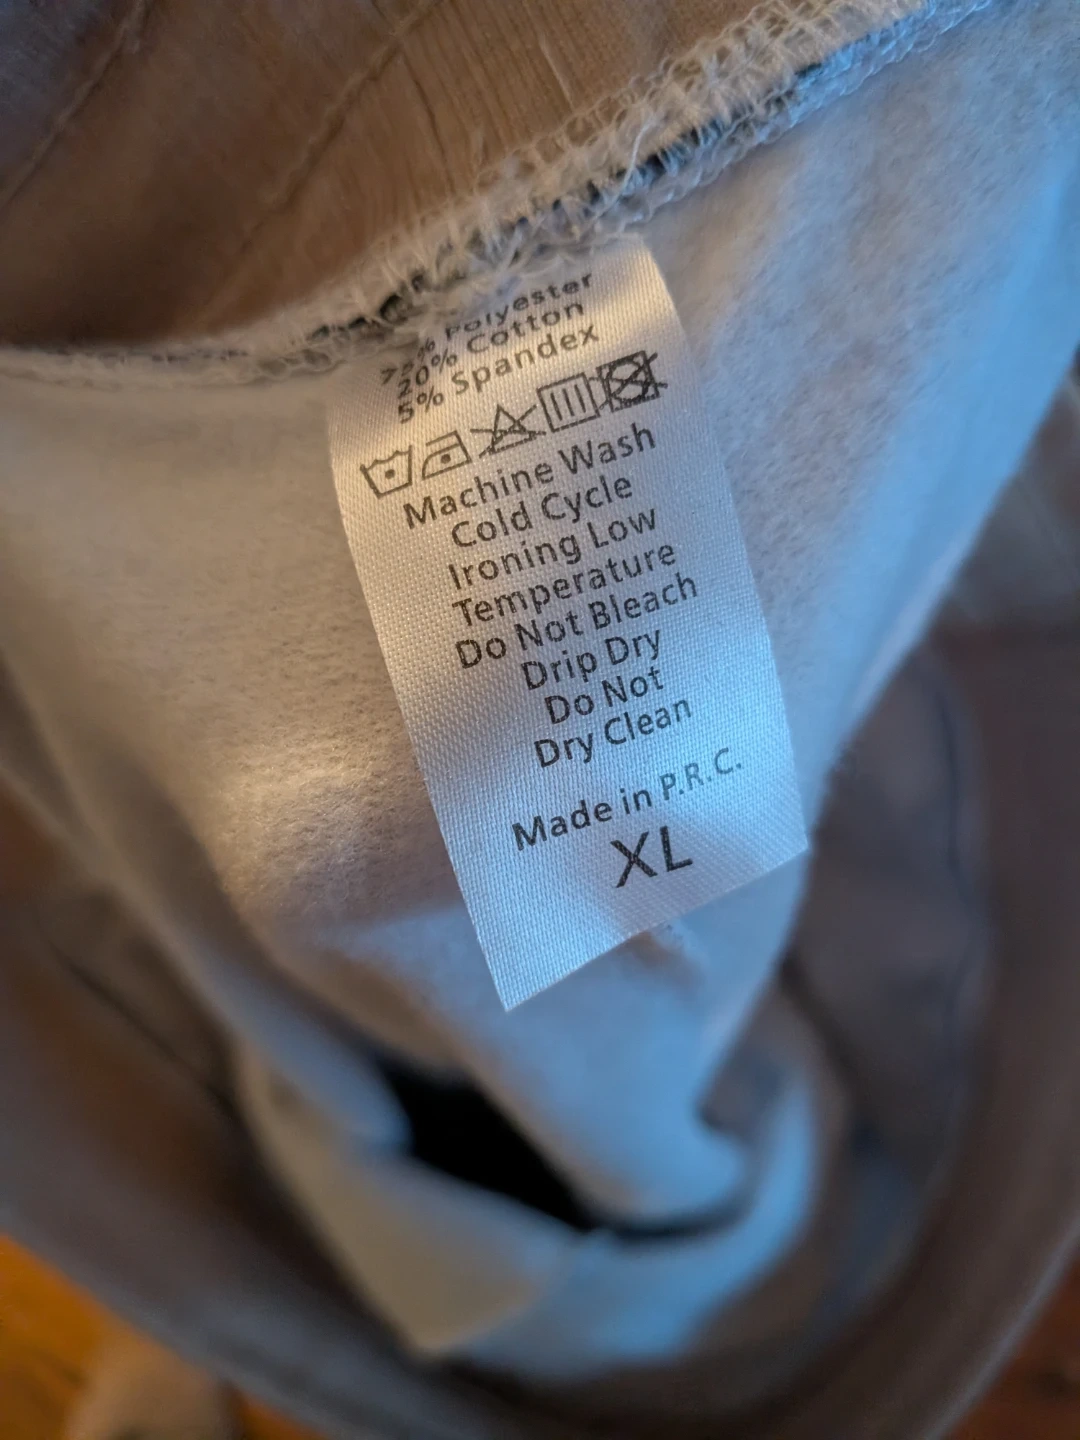 75% Polyester
20% Cotton
5% Spandex
Machine Wash
Cold Cycle
Ironing Low
Temperature
Do Not Bleach
Drip Dry
Do Not
Dry Clean
Made in P.R.C.
XL